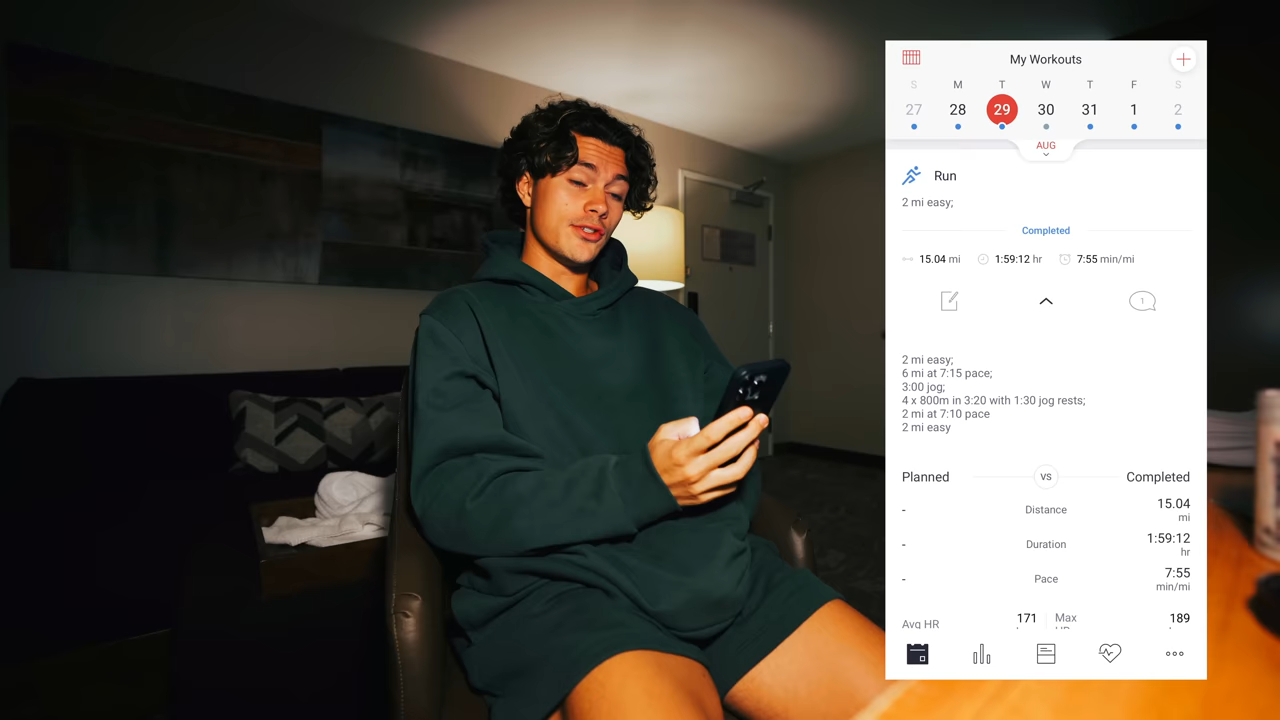 My Workouts
S M T W T F S
27 28 29 30 31 1 2
AUG
Run
2 mi easy;
Completed
15.04 mi 1:59:12 hr 7:55 min/mi
1
2 mi easy;
6 mi at 7:15 pace;
3:00 jog;
4 x 800m in 3:20 with 1:30 jog rests;
2 mi at 7:10 pace
2 mi easy
Planned VS Completed
- Distance 15.04
mi
- Duration 1:59:12
hr
- Pace 7:55
min/mi
Avg HR 171 Max 189